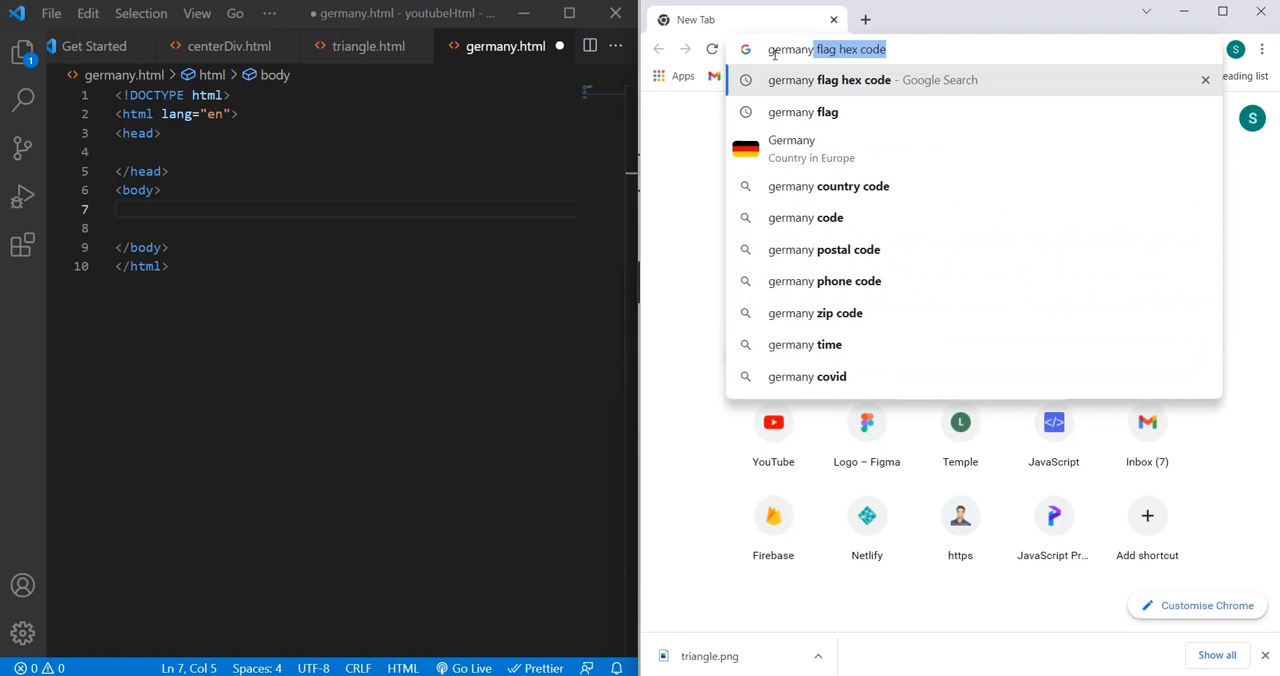 File Edit Selection View Go ··· ● germany.html - youtubeHtml - ...
Get Started centerDiv.html triangle.html germany.html ● ···
germany.html > html > body
1 <!DOCTYPE html>
2 <html lang="en">
3 <head>
4
5 </head>
6 <body>
7
8
9 </body>
10 </html>
1
0 0 Ln 7, Col 5 Spaces: 4 UTF-8 CRLF HTML Go Live Prettier
New Tab
germany flag hex code
S
Apps
eading list
germany flag hex code - Google Search
germany flag
Germany
Country in Europe
germany country code
germany code
germany postal code
germany phone code
germany zip code
germany time
germany covid
S
L
YouTube Logo – Figma Temple JavaScript Inbox (7)
Firebase Netlify https JavaScript Pr... Add shortcut
Customise Chrome
triangle.png
Show all